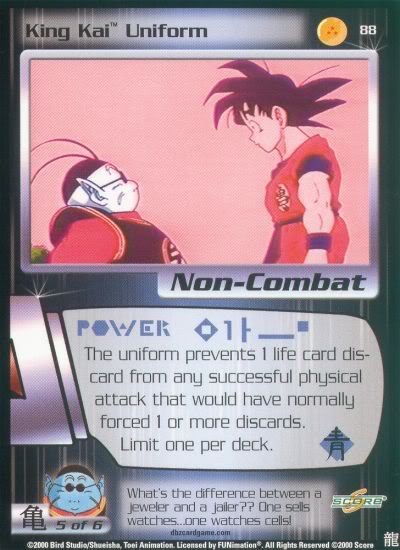 King Kai™ Uniform
88
Non-Combat
POWER
The uniform prevents 1 life card dis-
card from any successful physical
attack that would have normally
forced 1 or more discards.
Limit one per deck.
青
亀
5 of 6
What's the difference between a
jeweler and a jailer?? One sells
watches...one watches cells!
SCORE
dbzcardgame.com
©2000 Bird Studio/Shueisha, Toei Animation. Licensed by FUNimation®. All Rights Reserved ©2000 Score
龍